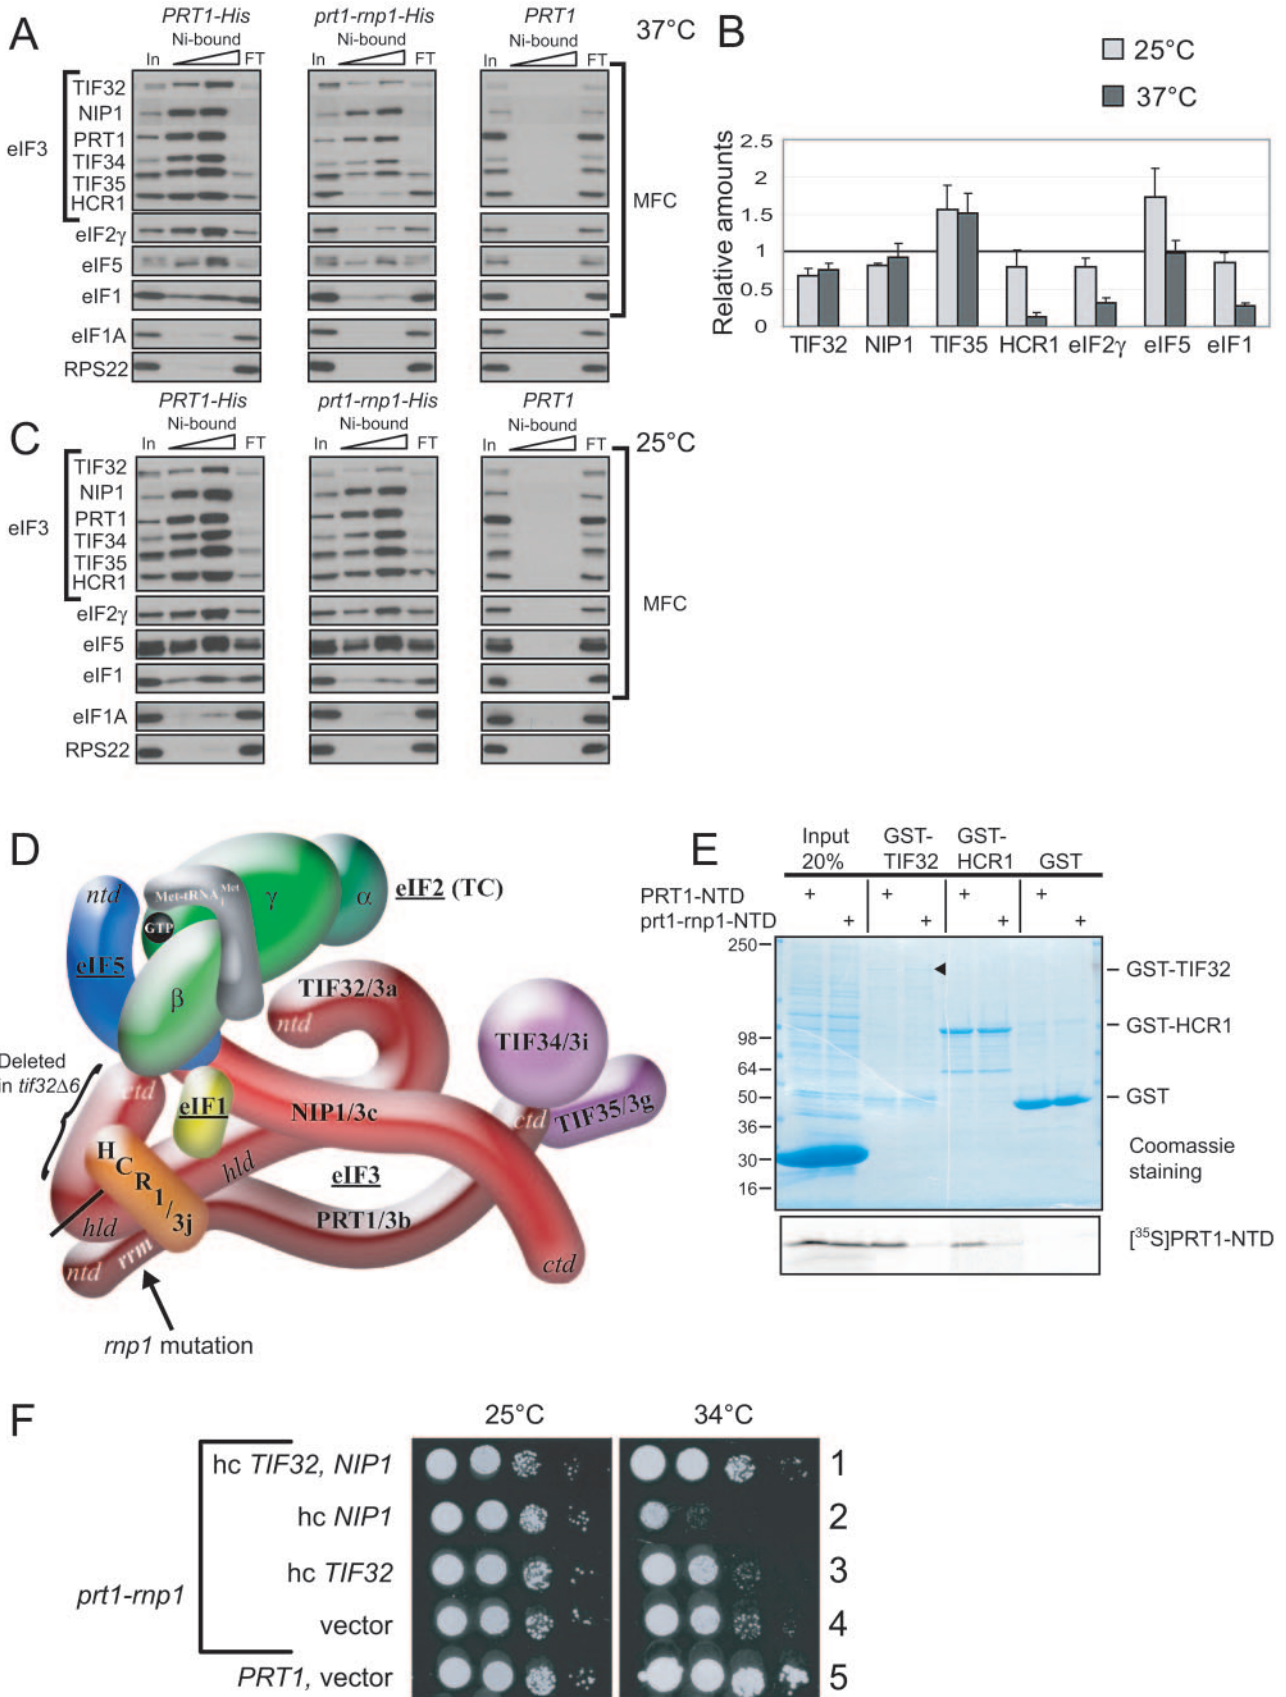 A
PRT1-His
prt1-rnp1-His
PRT1
37°C
Ni-bound
Ni-bound
In
FT
In
FT
In
FT
eIF3
TIF32
NIP1
PRT1
TIF34
TIF35
HCR1
eIF2γ
eIF5
eIF1
eIF1A
RPS22
MFC
B
25°C
37°C
Relative amounts
2.5
2
1.5
1
0.5
0
TIF32
NIP1
TIF35
HCR1
eIF2γ
eIF5
eIF1
C
PRT1-His
prt1-rnp1-His
PRT1
25°C
Ni-bound
Ni-bound
In
FT
In
FT
In
FT
eIF3
TIF32
NIP1
PRT1
TIF34
TIF35
HCR1
eIF2γ
eIF5
eIF1
eIF1A
RPS22
MFC
D
ntd
Met-tRNAiMet
GTP
γ
α
eIF2 (TC)
eIF5
β
TIF32/3a
ntd
TIF34/3i
TIF35/3g
ctd
Deleted
in tif32Δ6
ctd
eIF1
NIP1/3c
HCR1/3j
hld
eIF3
hld
PRT1/3b
rrm
ntd
ctd
rnp1 mutation
E
Input
20%
GST-
TIF32
GST-
HCR1
GST
PRT1-NTD
+
+
+
+
prt1-rnp1-NTD
+
+
+
+
250
98
64
50
36
30
16
GST-TIF32
GST-HCR1
GST
Coomassie
staining
[35S]PRT1-NTD
F
25°C
34°C
prt1-rnp1
hc TIF32, NIP1
1
hc NIP1
2
hc TIF32
3
vector
4
PRT1, vector
5